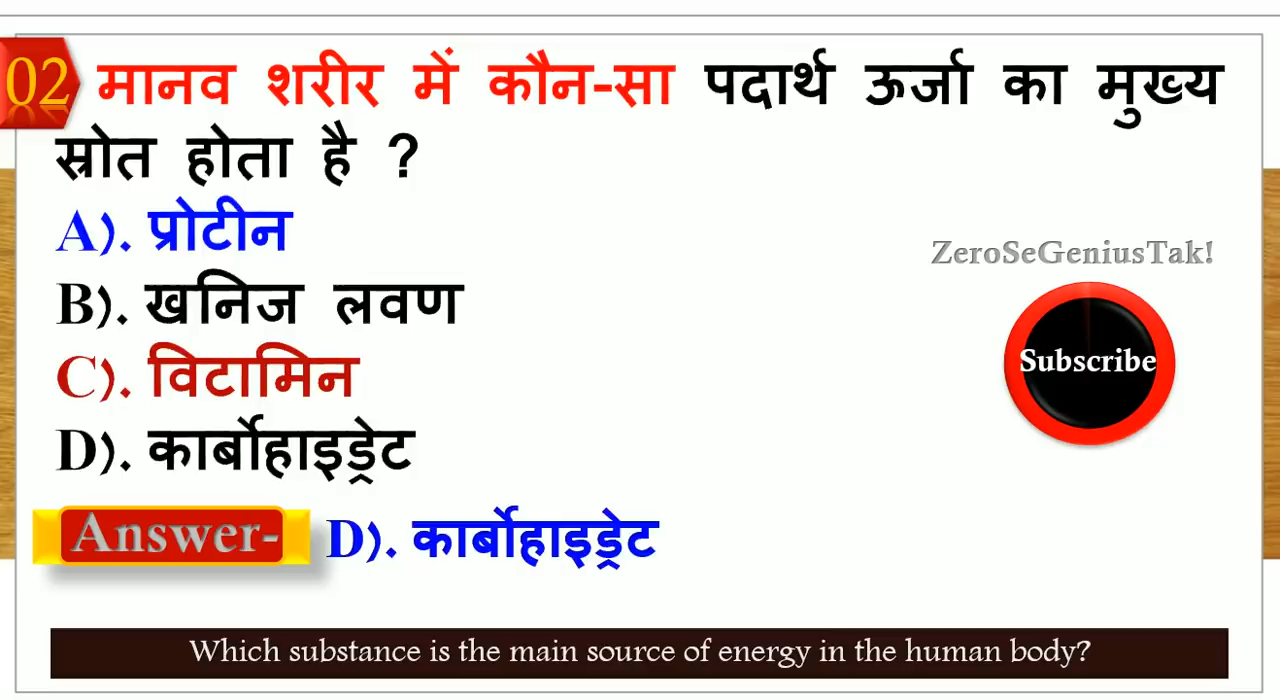 02 मानव शरीर में कौन-सा पदार्थ ऊर्जा का मुख्य
स्रोत होता है ?
A). प्रोटीन
ZeroSeGeniusTak!
B). खनिज लवण
Subscribe
C). विटामिन
D). कार्बोहाइड्रेट
Answer- D). कार्बोहाइड्रेट
Which substance is the main source of energy in the human body?